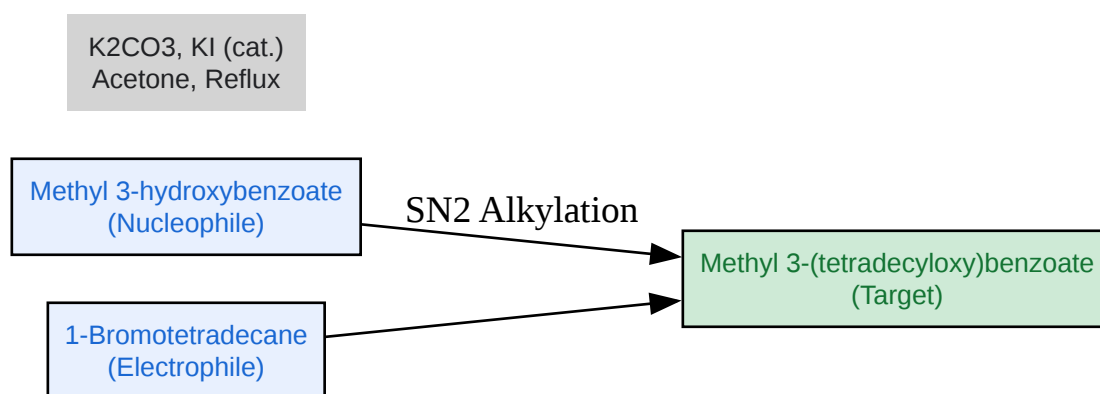 K2CO3, KI (cat.)
Acetone, Reflux
Methyl 3-hydroxybenzoate
(Nucleophile)
SN2 Alkylation
Methyl 3-(tetradecyloxy)benzoate
(Target)
1-Bromotetradecane
(Electrophile)